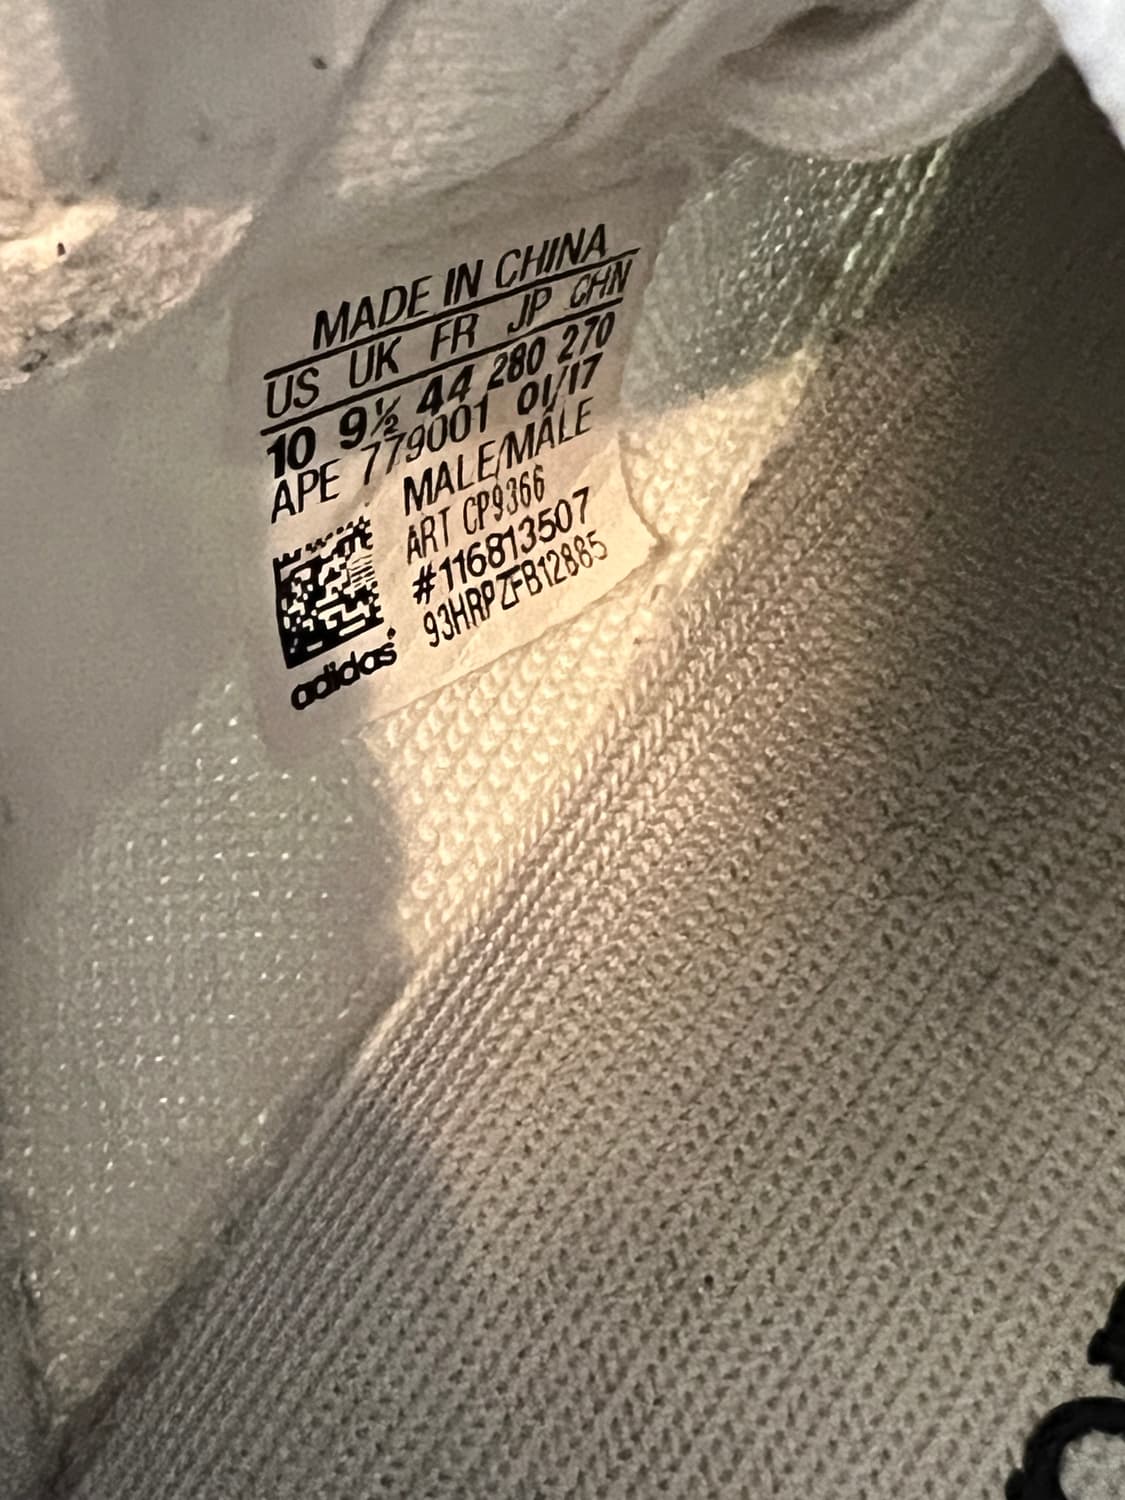 MADE IN CHINA
US UK FR JP CHN
10 9½ 44 280 270
APE 779001 01/17
MALE/MÂLE
ART CP9366
#116813507
93HRPZFB12885
adidas